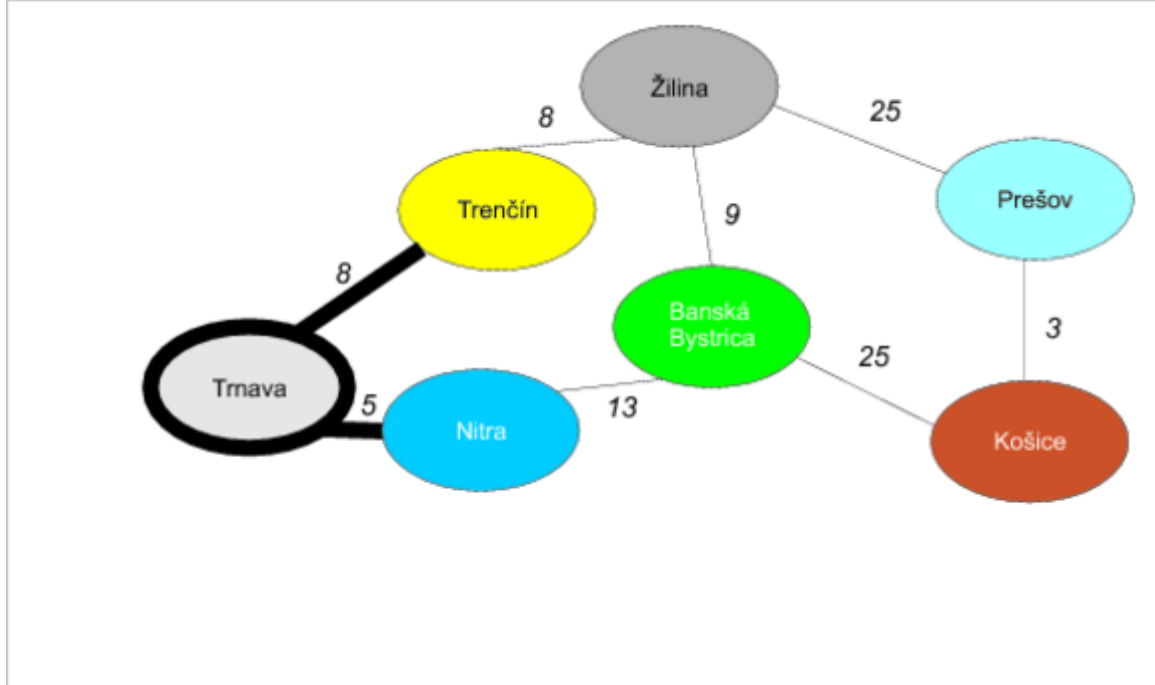 Žilina
8
25
Trenčín
Prešov
9
8
Banská
Bystrica
3
25
Trnava
5
13
Nitra
Košice